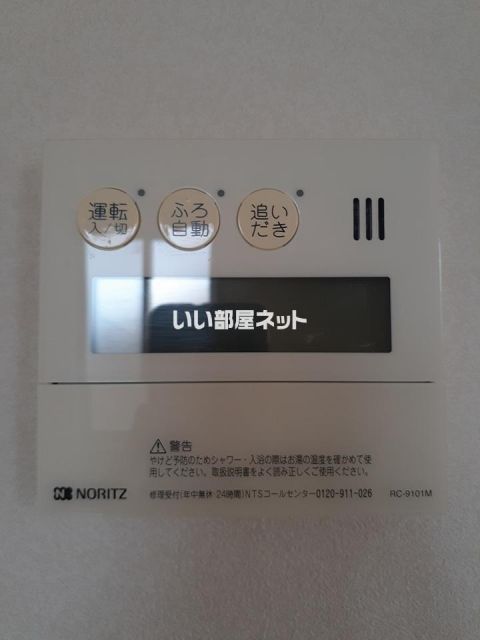 運転
入/切
ふろ
自動
追い
だき
いい部屋ネット
警告
やけど予防のためシャワー・入浴の際はお湯の温度を確かめて使
用してください。取扱説明書をよく読み正しくご使用ください。
NORITZ
修理受付(年中無休・24時間)NTSコールセンター0120-911-026
RC-9101M